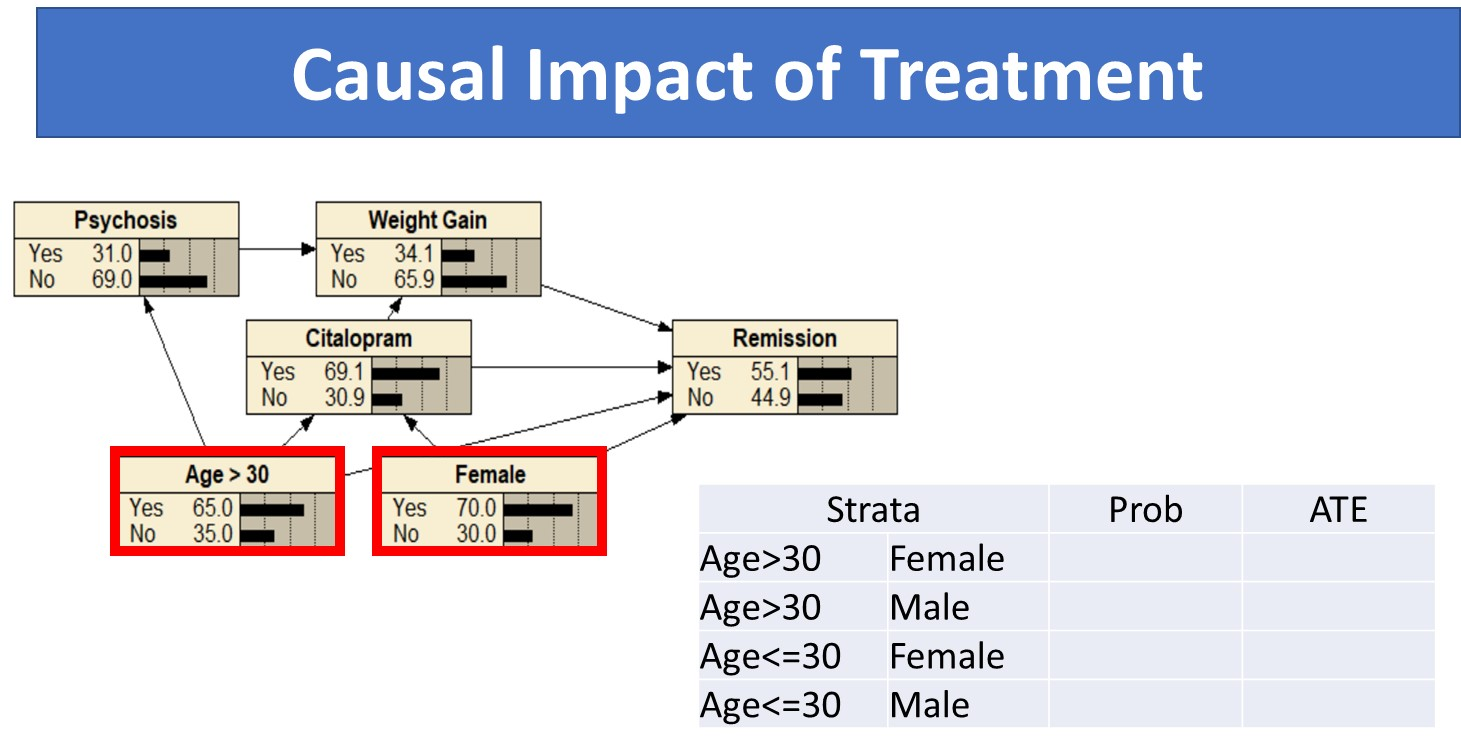 Causal Impact of Treatment
Psychosis
Yes 31.0
No 69.0
Weight Gain
Yes 34.1
No 65.9
Citalopram
Yes 69.1
No 30.9
Remission
Yes 55.1
No 44.9
Age > 30
Yes 65.0
No 35.0
Female
Yes 70.0
No 30.0
Strata Prob ATE
Age>30 Female
Age>30 Male
Age<=30 Female
Age<=30 Male